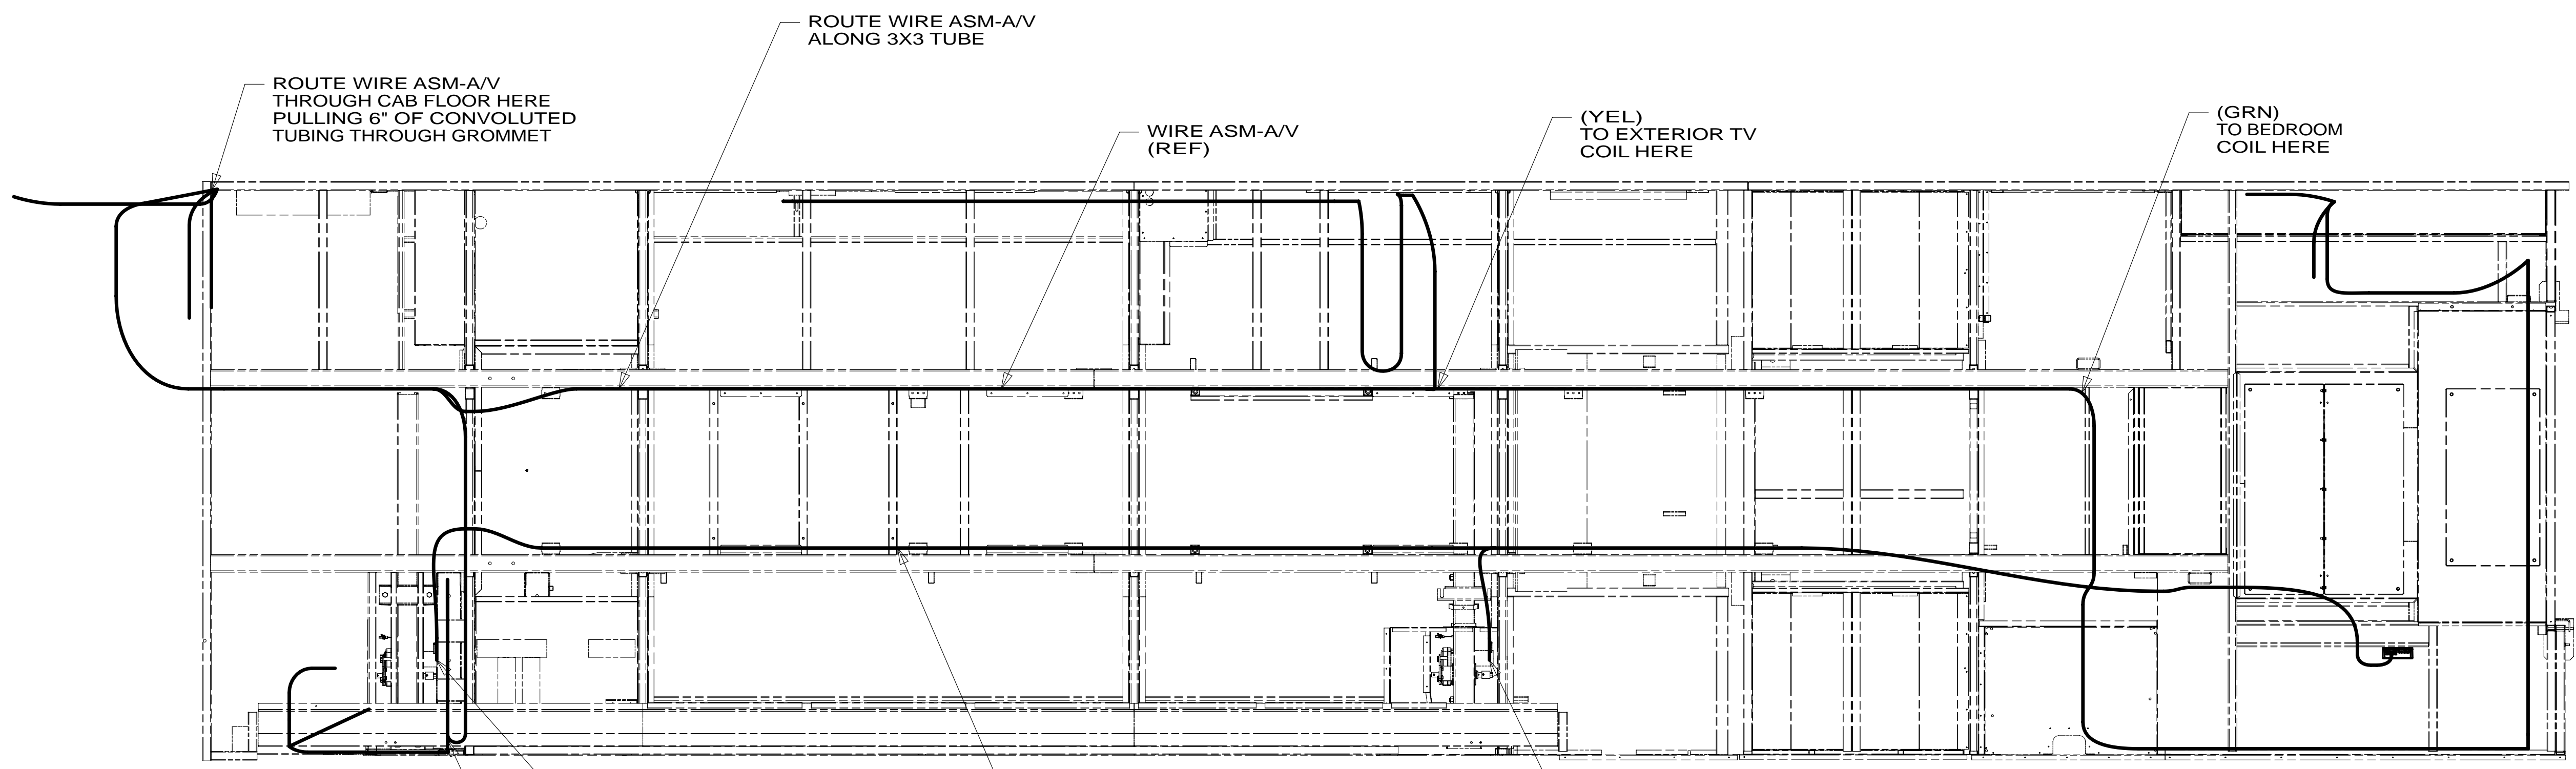 ROUTE WIRE ASM-A/V
ALONG 3X3 TUBE
ROUTE WIRE ASM-A/V
THROUGH CAB FLOOR HERE
PULLING 6" OF CONVOLUTED
TUBING THROUGH GROMMET
WIRE ASM-A/V
(REF)
(YEL)
TO EXTERIOR TV
COIL HERE
(GRN)
TO BEDROOM
COIL HERE